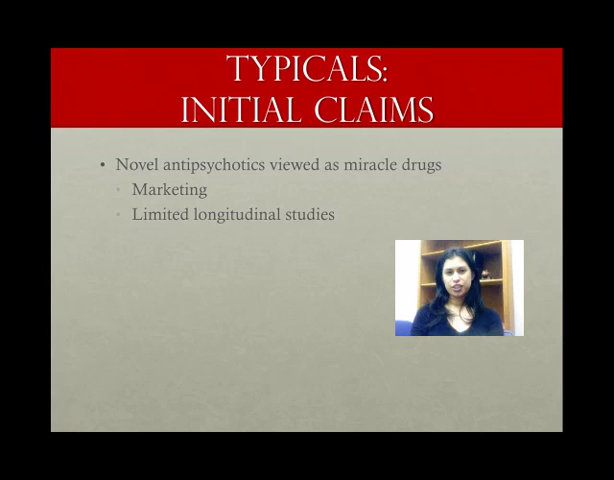 TYPICALS:
INITIAL CLAIMS
• Novel antipsychotics viewed as miracle drugs
• Marketing
• Limited longitudinal studies